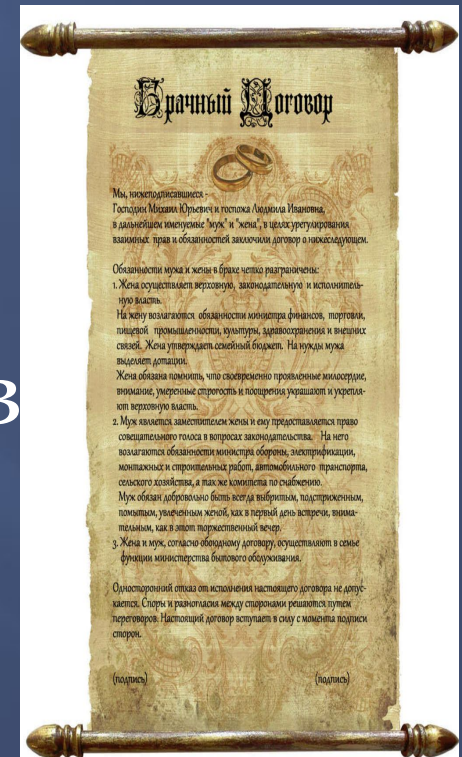 В
Брачный Договор
Мы, нижеподписавшиеся -
Господин Михаил Юрьевич и госпожа Людмила Ивановна,
в дальнейшем именуемые "муж" и "жена", в целях урегулирования
взаимных прав и обязанностей заключили договор о нижеследующем.
Обязанности мужа и жены в браке четко разграничены:
1. Жена осуществляет верховную, законодательную и исполнитель-
ную власть.
На жену возлагаются обязанности министра финансов, торговли,
пищевой промышленности, культуры, здравоохранения и внешних
связей. Жена утверждает семейный бюджет. На нужды мужа
выделяет дотации.
Жена обязана помнить, что своевременно проявленные милосердие,
внимание, умеренные строгость и поощрения украшают и укрепля-
ют верховную власть.
2. Муж является заместителем жены и ему предоставляется право
совещательного голоса в вопросах законодательства. На него
возлагаются обязанности министра обороны, электрификации,
монтажных и строительных работ, автомобильного транспорта,
сельского хозяйства, а так же комитета по снабжению.
Муж обязан добровольно быть всегда выбритым, подстриженным,
помытым, увлеченным женой, как в первый день встречи, внима-
тельным, как в этот торжественный вечер.
3. Жена и муж, согласно обоюдному договору, осуществляют в семье
функции министерства бытового обслуживания.
Односторонний отказ от исполнения настоящего договора не допус-
кается. Споры и разногласия между сторонами решаются путем
переговоров. Настоящий договор вступает в силу с момента подписи
сторон.
(подпись) (подпись)